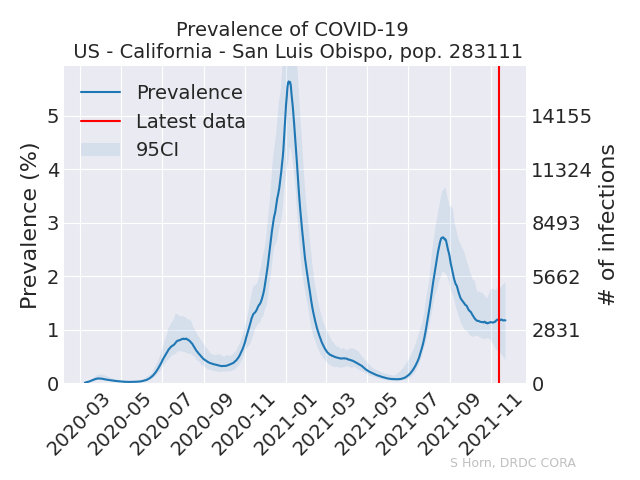 Prevalence of COVID-19
US - California - San Luis Obispo, pop. 283111
Prevalence
Latest data
95CI
Prevalence (%)
5
4
3
2
1
0
14155
11324
8493
5662
2831
0
# of infections
2020-03
2020-05
2020-07
2020-09
2020-11
2021-01
2021-03
2021-05
2021-07
2021-09
2021-11
S Horn, DRDC CORA